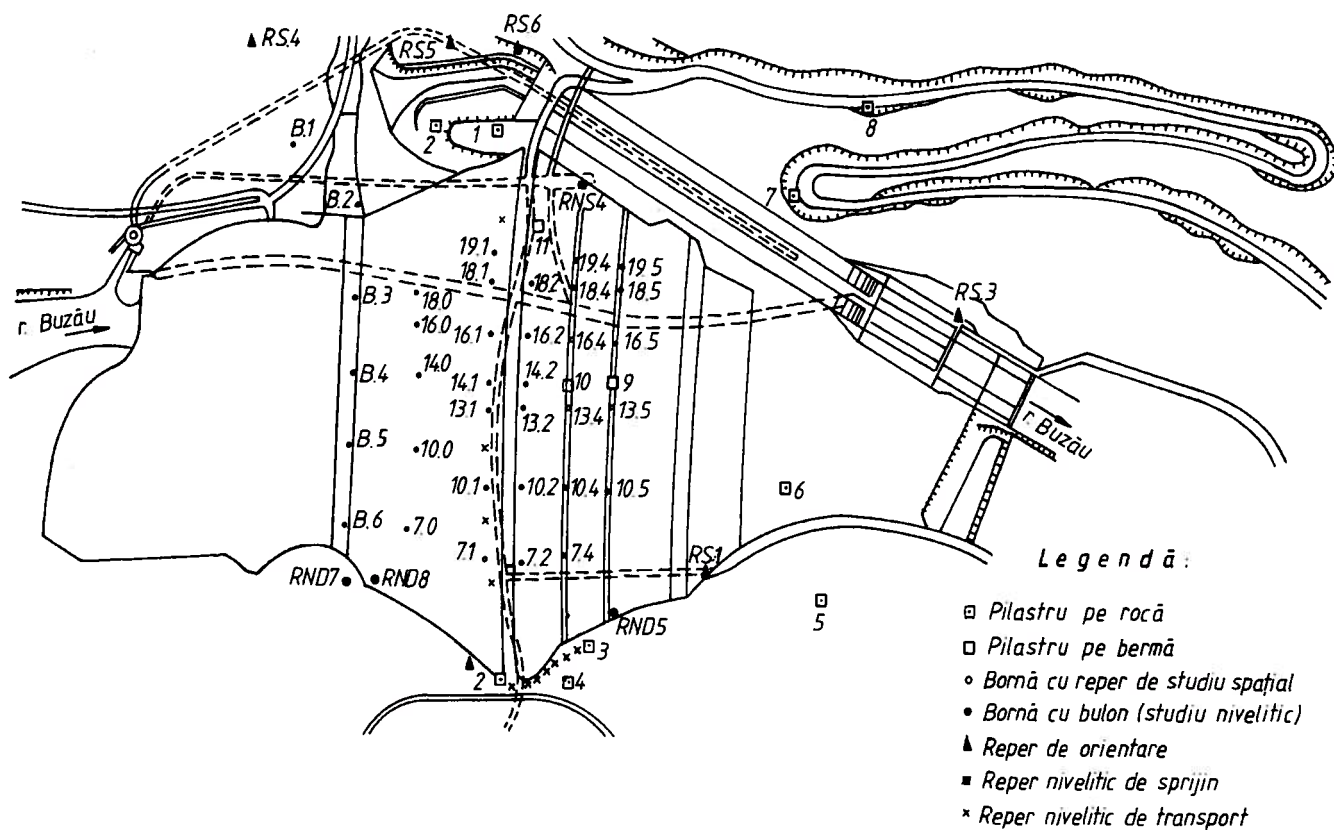 RS.4
RS.5
RS.6
B.1
2
1
8
B.2
RNS4
7
11
19.1
19.4
19.5
18.1
18.2
18.4
18.5
r. Buzău
B.3
18.0
RS.3
16.0
16.1
16.2
16.4
16.5
B.4
14.0
14.1
14.2
10
9
13.1
13.2
13.4
13.5
r. Buzău
B.5
10.0
10.1
10.2
10.4
10.5
6
B.6
7.0
7.1
7.2
7.4
RS.1
RND7
RND8
RND5
5
3
2
4
Legendă:
Pilastru pe rocă
Pilastru pe bermă
Bornă cu reper de studiu spațial
Bornă cu bulon (studiu nivelitic)
Reper de orientare
Reper nivelitic de sprijin
Reper nivelitic de transport